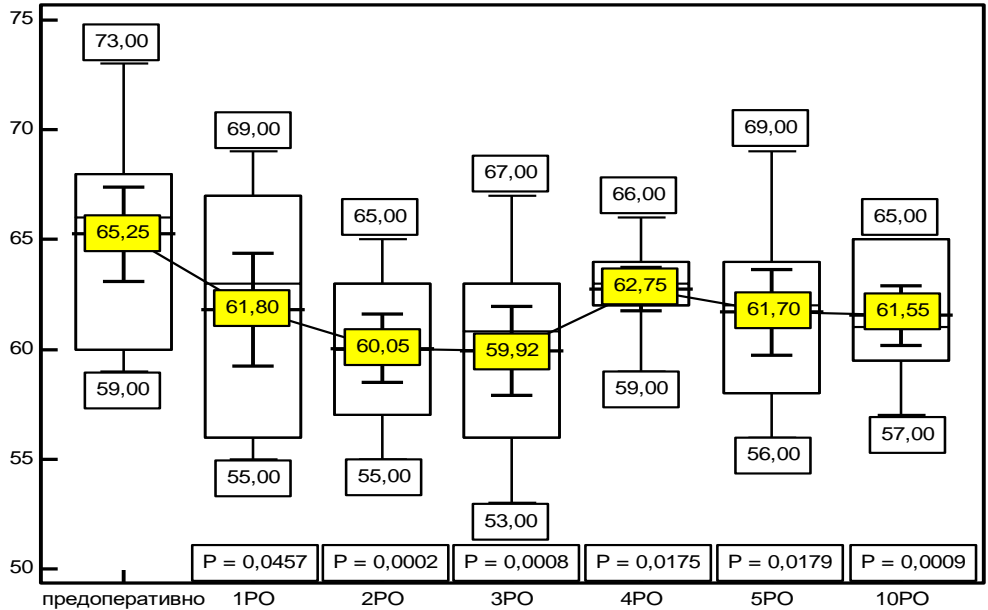 75
70
65
60
55
50
73,00
65,25
59,00
69,00
61,80
55,00
65,00
60,05
55,00
67,00
59,92
53,00
66,00
62,75
59,00
69,00
61,70
56,00
65,00
61,55
57,00
P = 0,0457
P = 0,0002
P = 0,0008
P = 0,0175
P = 0,0179
P = 0,0009
предоперативно
1PO
2PO
3PO
4PO
5PO
10PO